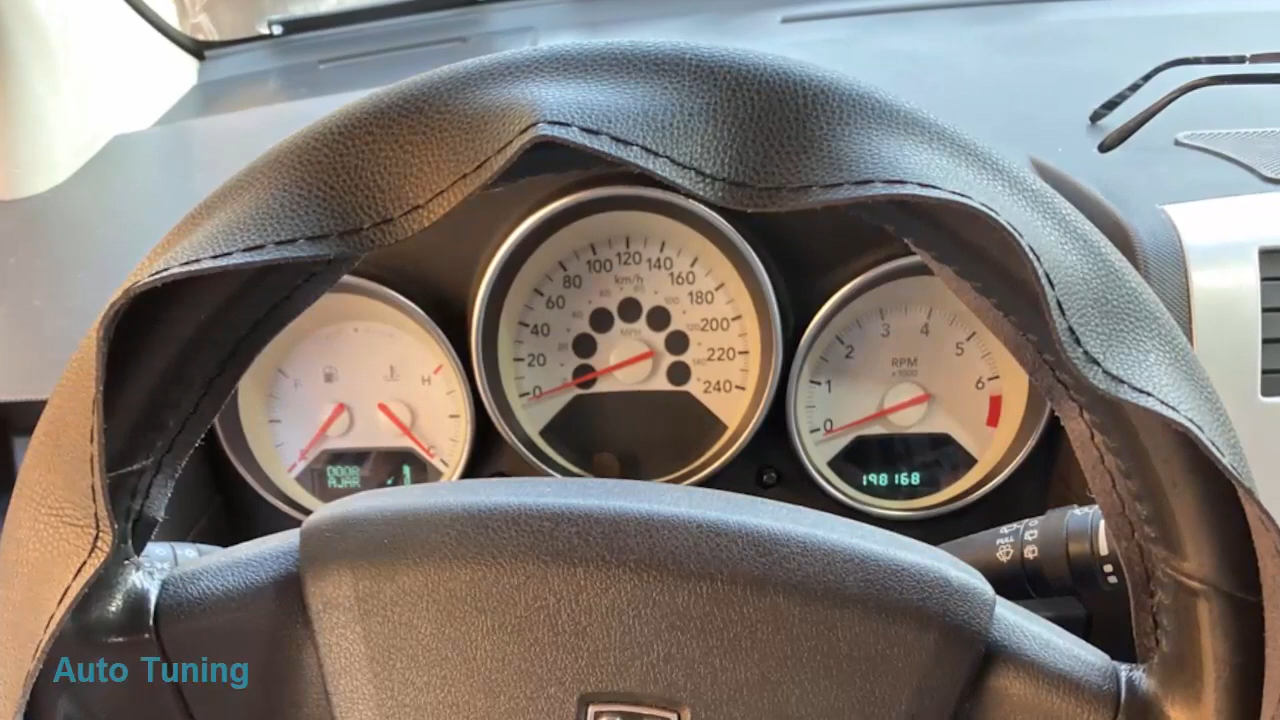 100 120 140
80 km/h 160
60 180
40 MPH 200
20 220
0 240
F H
C
DOOR
AJAR
3 4
2 5
RPM
x1000
1 6
0
198168
PULL
Auto Tuning